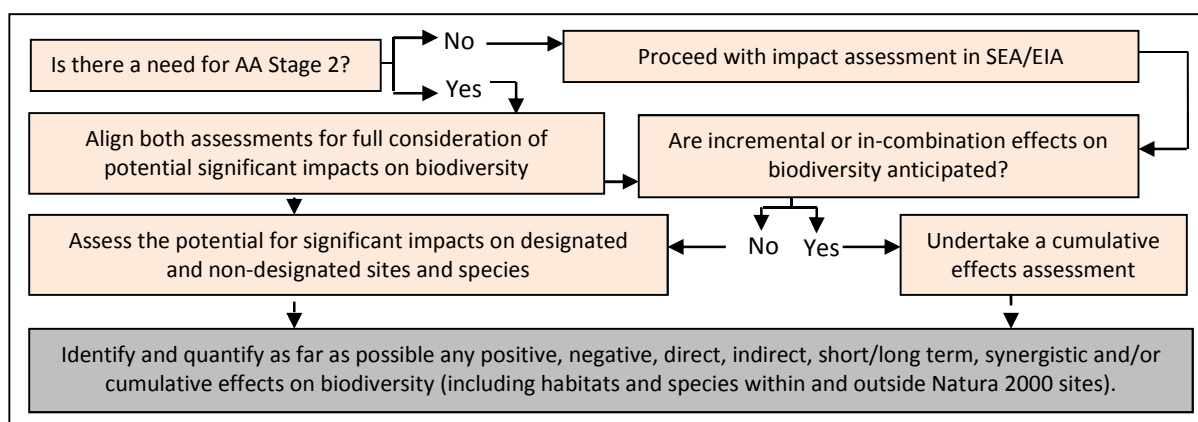 Is there a need for AA Stage 2?
No
Yes
Proceed with impact assessment in SEA/EIA
Align both assessments for full consideration of
potential significant impacts on biodiversity
Are incremental or in-combination effects on
biodiversity anticipated?
Assess the potential for significant impacts on designated
and non-designated sites and species
No
Yes
Undertake a cumulative
effects assessment
Identify and quantify as far as possible any positive, negative, direct, indirect, short/long term, synergistic and/or
cumulative effects on biodiversity (including habitats and species within and outside Natura 2000 sites).